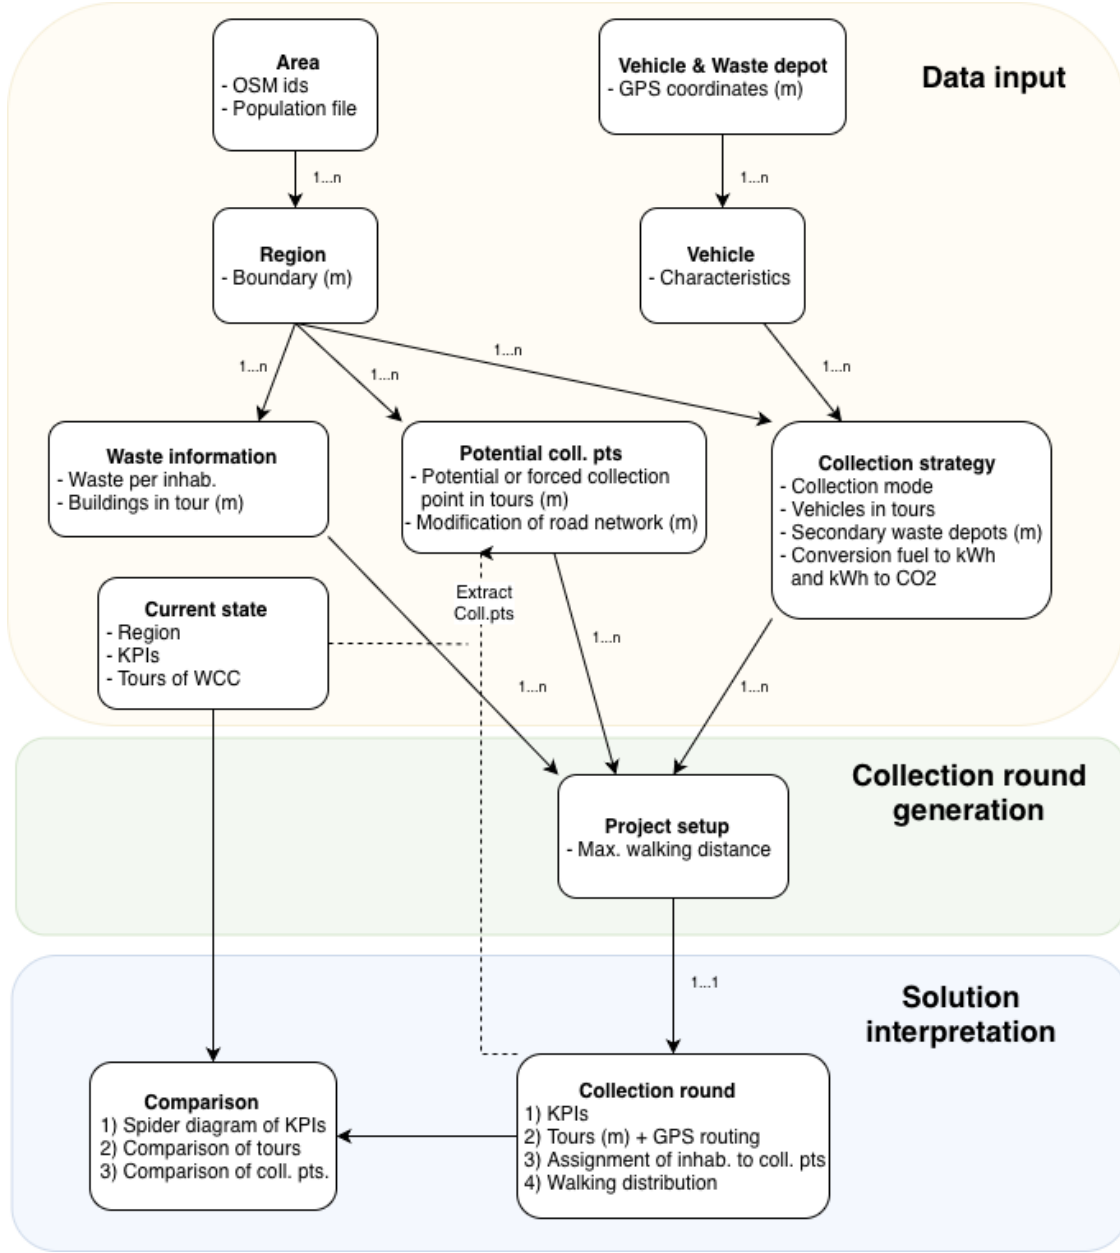 Area
- OSM ids
- Population file
Vehicle & Waste depot
- GPS coordinates (m)
Data input
1...n
1...n
Region
- Boundary (m)
Vehicle
- Characteristics
1...n
1...n
1...n
1...n
Waste information
- Waste per inhab.
- Buildings in tour (m)
Potential coll. pts
- Potential or forced collection
point in tours (m)
- Modification of road network (m)
Collection strategy
- Collection mode
- Vehicles in tours
- Secondary waste depots (m)
- Conversion fuel to kWh
and kWh to CO2
Current state
- Region
- KPIs
- Tours of WCC
Extract
Coll.pts
1...n
1...n
1...n
Collection round
generation
Project setup
- Max. walking distance
1...1
Solution
interpretation
Comparison
1) Spider diagram of KPIs
2) Comparison of tours
3) Comparison of coll. pts.
Collection round
1) KPIs
2) Tours (m) + GPS routing
3) Assignment of inhab. to coll. pts
4) Walking distribution